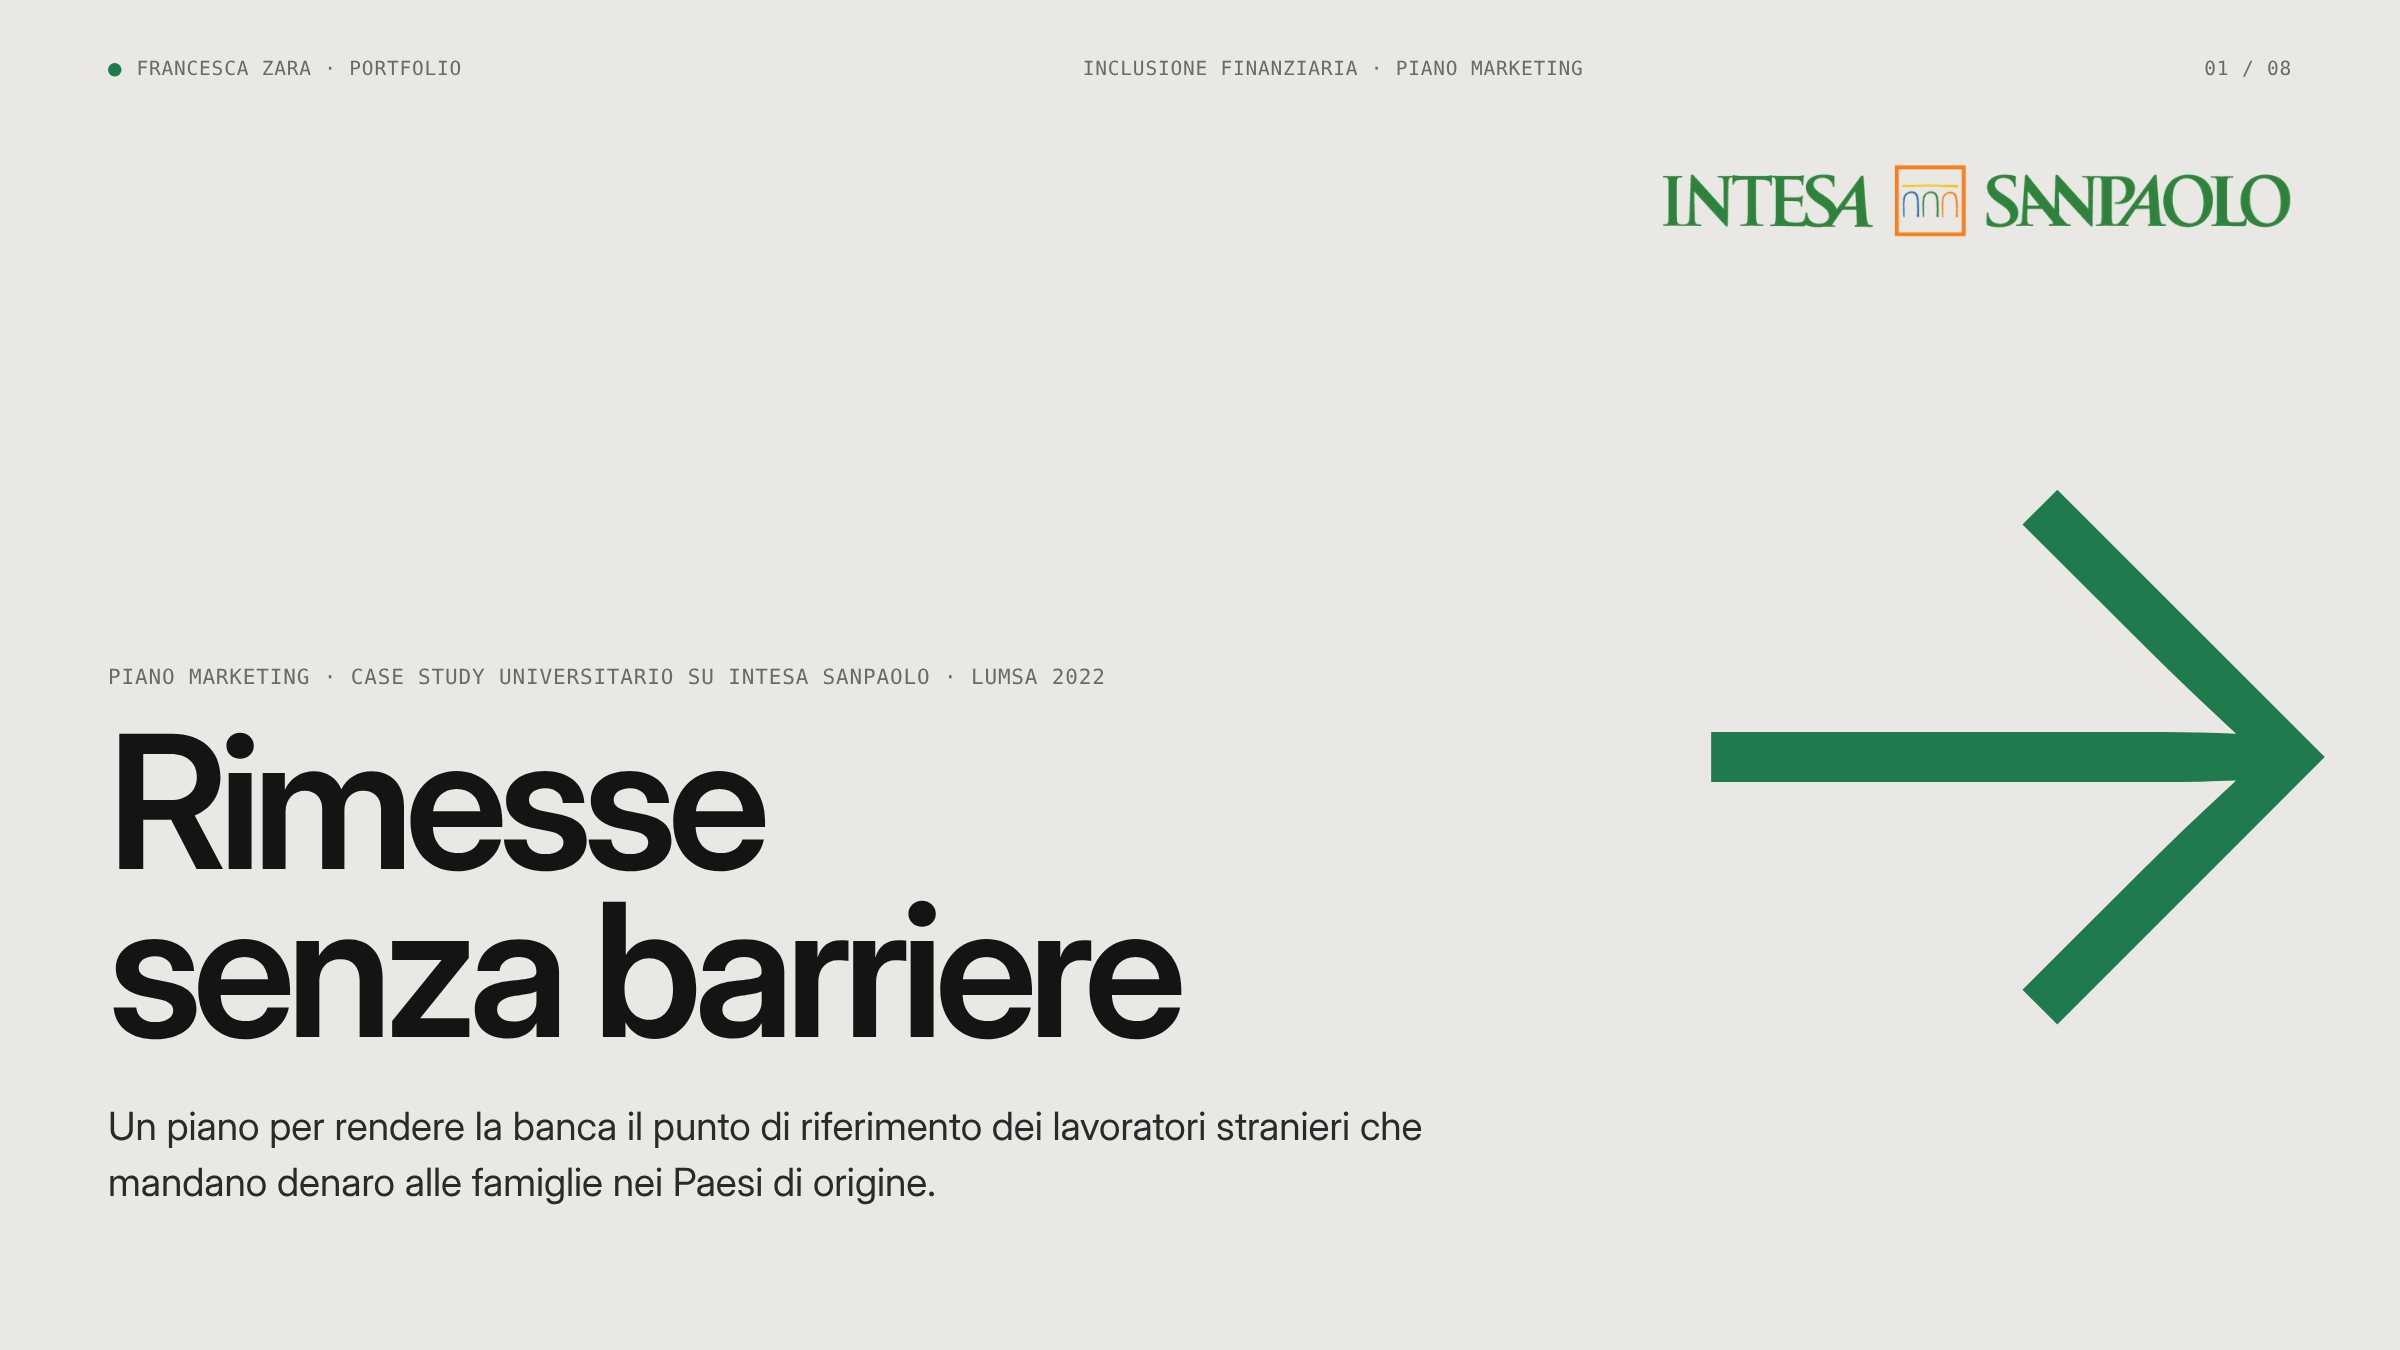 FRANCESCA ZARA · PORTFOLIO
INCLUSIONE FINANZIARIA · PIANO MARKETING
01 / 08
INTESA SANPAOLO
PIANO MARKETING · CASE STUDY UNIVERSITARIO SU INTESA SANPAOLO · LUMSA 2022
Rimesse
senza barriere
Un piano per rendere la banca il punto di riferimento dei lavoratori stranieri che
mandano denaro alle famiglie nei Paesi di origine.